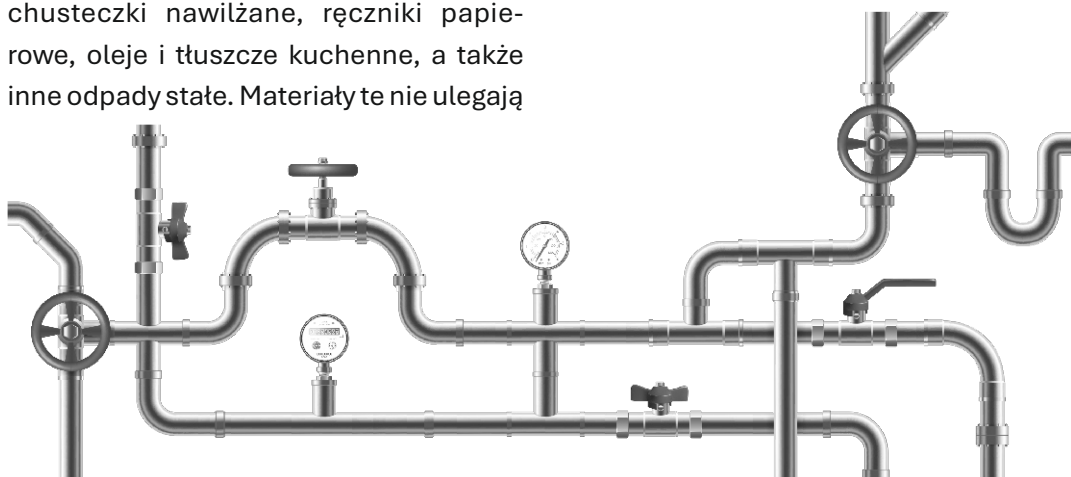 chusteczki nawilżane, ręczniki papie-
rowe, oleje i tłuszcze kuchenne, a także
inne odpady stałe. Materiały te nie ulegają